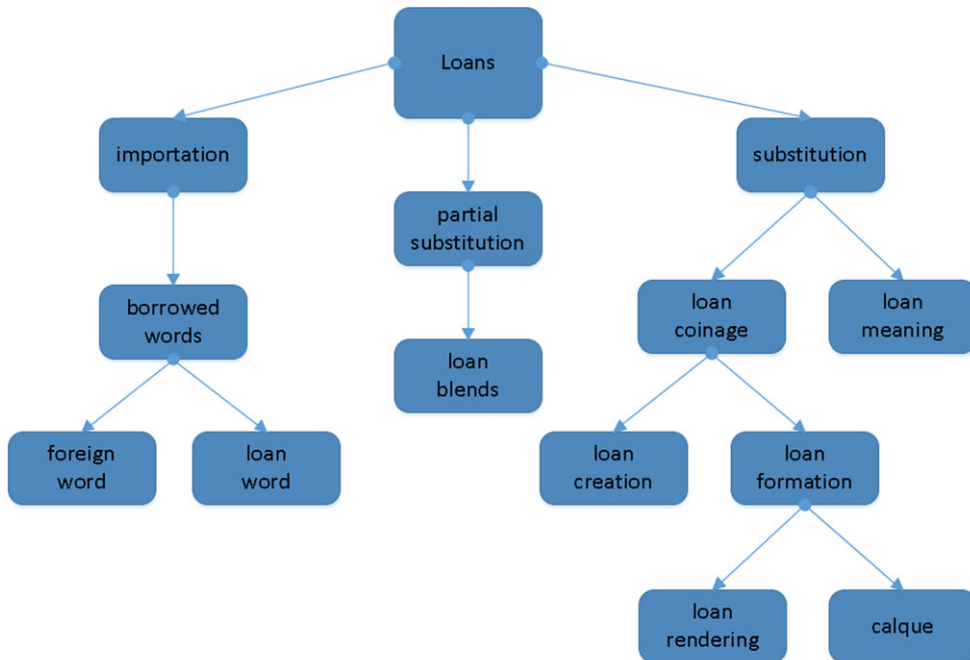 Loans
importation
substitution
partial
substitution
borrowed
words
loan
coinage
loan
meaning
loan
blends
foreign
word
loan
word
loan
creation
loan
formation
loan
rendering
calque